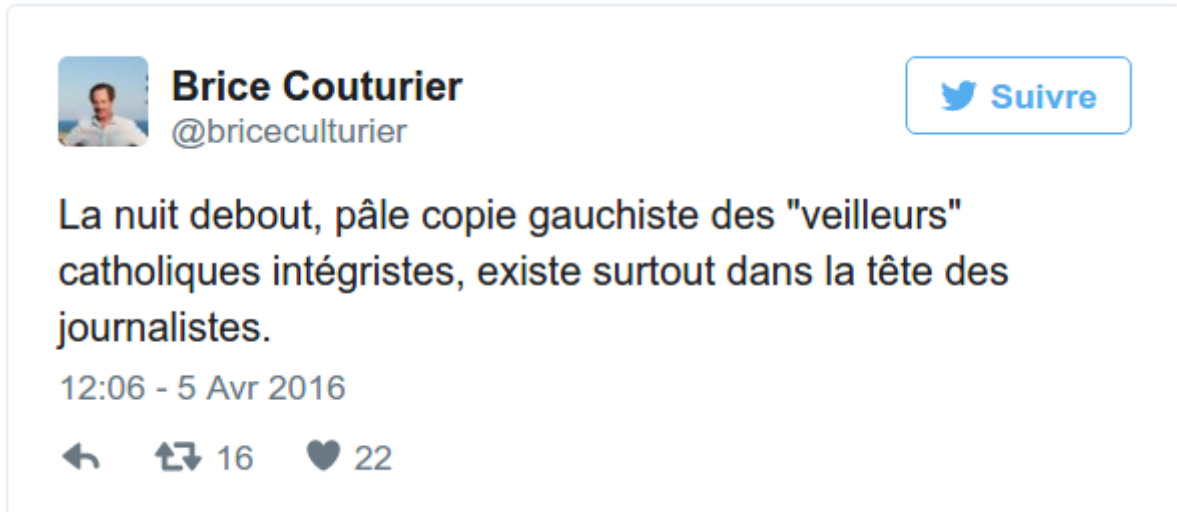 Brice Couturier
@briceculturier
Suivre
La nuit debout, pâle copie gauchiste des "veilleurs"
catholiques intégristes, existe surtout dans la tête des
journalistes.
12:06 - 5 Avr 2016
16 22